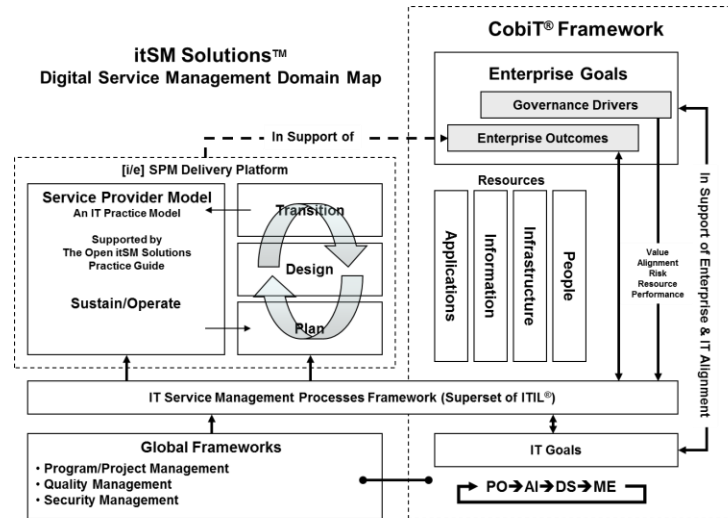 itSM Solutions™
Digital Service Management Domain Map
CobiT® Framework
Enterprise Goals
Governance Drivers
Enterprise Outcomes
In Support of
[i/e] SPM Delivery Platform
Service Provider Model
An IT Practice Model
Supported by
The Open itSM Solutions
Practice Guide
Sustain/Operate
Transition
Design
Plan
Resources
Applications
Information
Infrastructure
People
Value
Alignment
Risk
Resource
Performance
In Support of Enterprise & IT Alignment
IT Service Management Processes Framework (Superset of ITIL®)
Global Frameworks
• Program/Project Management
• Quality Management
• Security Management
IT Goals
PO➔AI➔DS➔ME